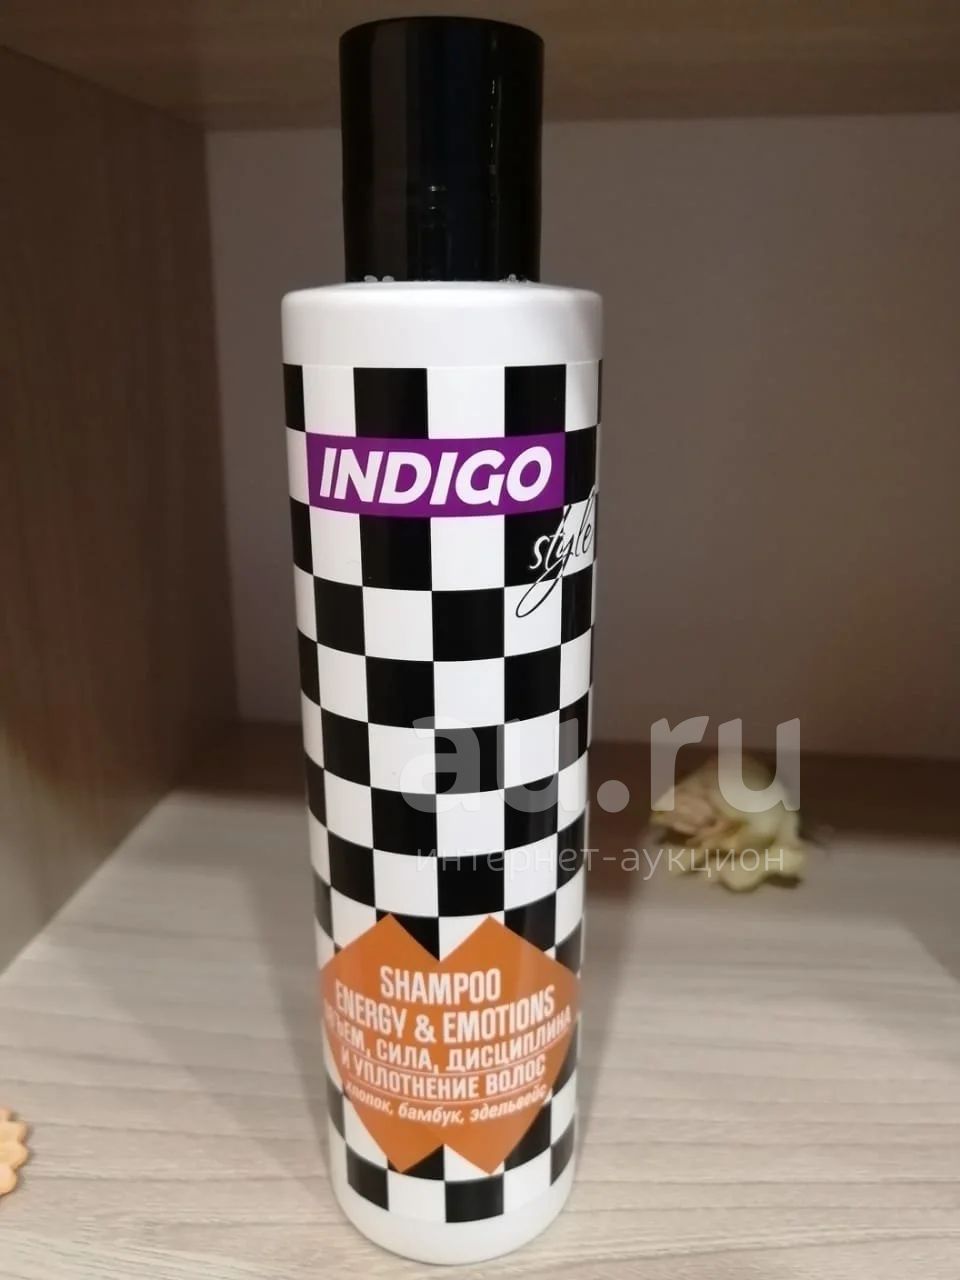 INDIGO
style
au.ru
интернет-аукцион
SHAMPOO
ENERGY & EMOTIONS
ОБЪЕМ, СИЛА, ДИСЦИПЛИНА
И УПЛОТНЕНИЕ ВОЛОС
хлопок, бамбук, эдельвейс